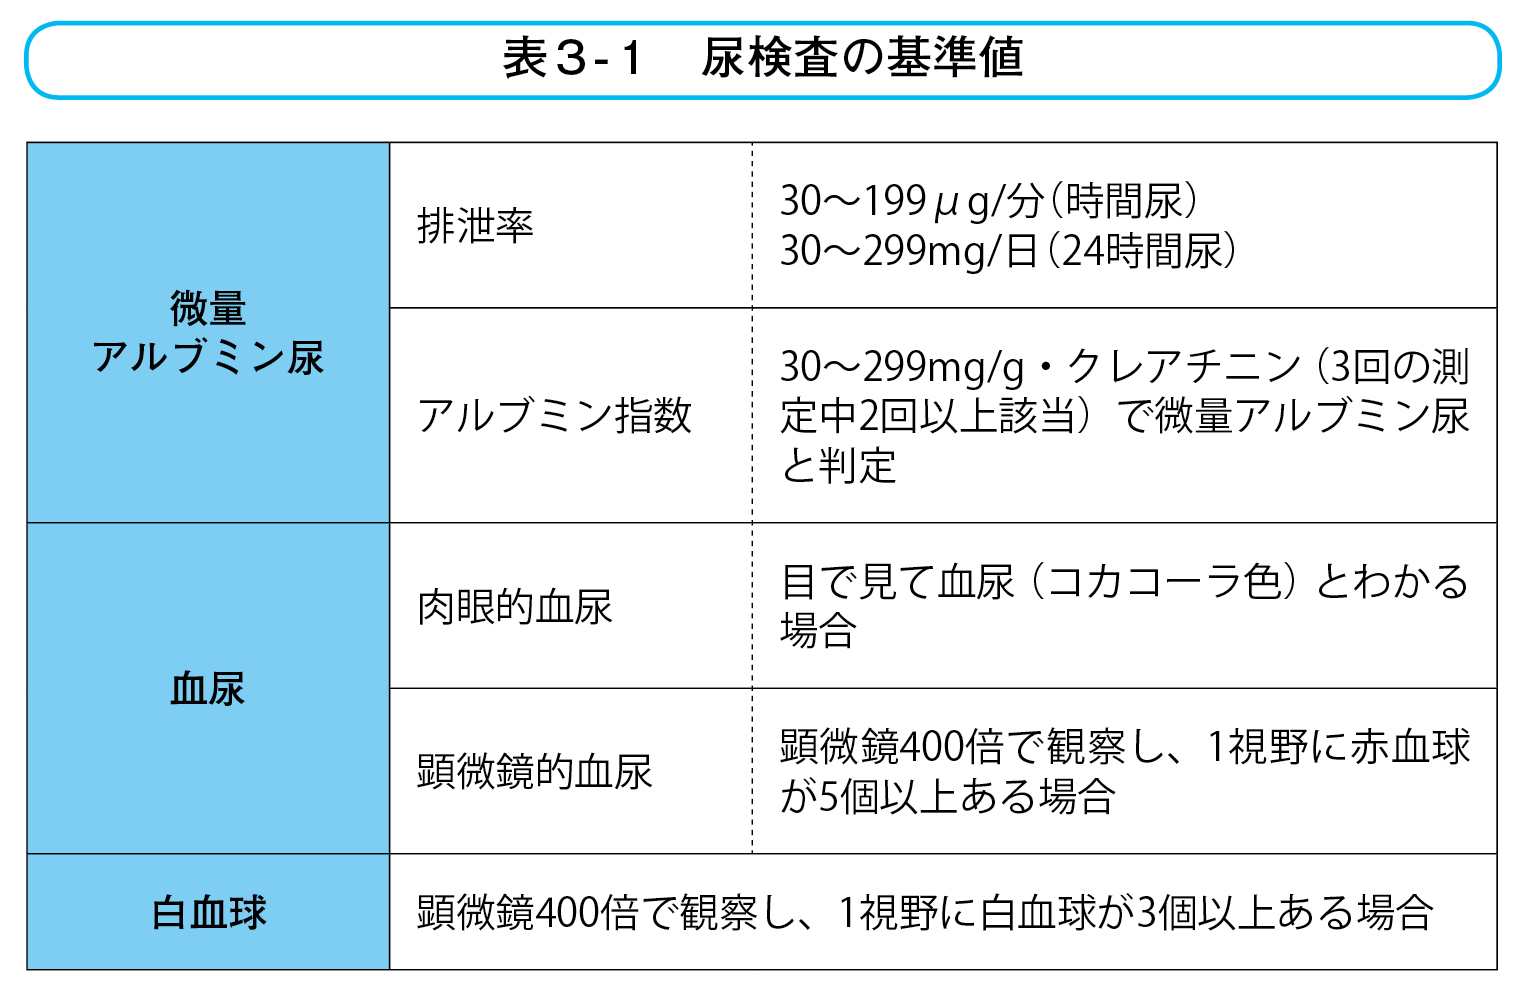 表3-1　尿検査の基準値
微量
アルブミン尿
排泄率
30〜199μg/分（時間尿）
30〜299mg/日（24時間尿）
アルブミン指数
30〜299mg/g・クレアチニン（3回の測
定中2回以上該当）で微量アルブミン尿
と判定
血尿
肉眼的血尿
目で見て血尿（コカコーラ色）とわかる
場合
顕微鏡的血尿
顕微鏡400倍で観察し、1視野に赤血球
が5個以上ある場合
白血球
顕微鏡400倍で観察し、1視野に白血球が3個以上ある場合